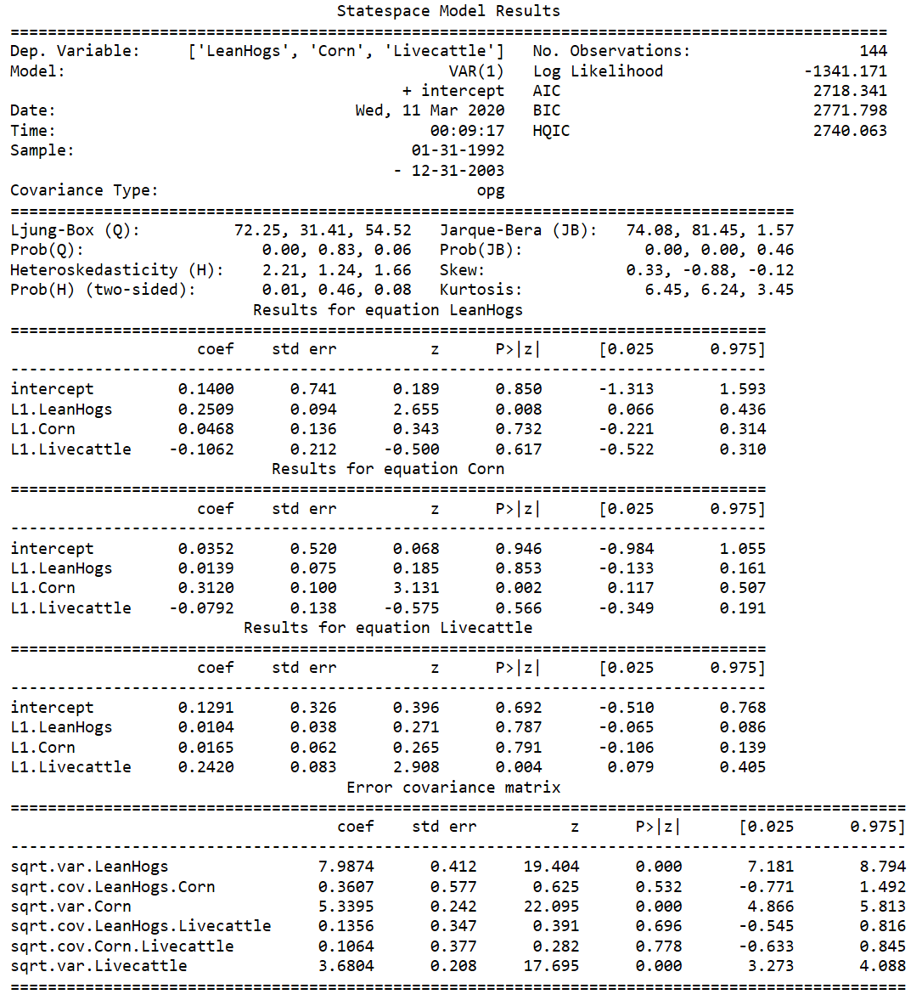 Statespace Model Results
==============================================================================================
Dep. Variable:     ['LeanHogs', 'Corn', 'Livecattle']   No. Observations:                  144
Model:                                         VAR(1)   Log Likelihood               -1341.171
                                          + intercept   AIC                           2718.341
Date:                                Wed, 11 Mar 2020   BIC                           2771.798
Time:                                        00:09:17   HQIC                          2740.063
Sample:                                    01-31-1992
                                         - 12-31-2003
Covariance Type:                                  opg
====================================================================================
Ljung-Box (Q):          72.25, 31.41, 54.52   Jarque-Bera (JB):   74.08, 81.45, 1.57
Prob(Q):                   0.00, 0.83, 0.06   Prob(JB):             0.00, 0.00, 0.46
Heteroskedasticity (H):    2.21, 1.24, 1.66   Skew:               0.33, -0.88, -0.12
Prob(H) (two-sided):       0.01, 0.46, 0.08   Kurtosis:             6.45, 6.24, 3.45
Results for equation LeanHogs
=================================================================================
                    coef    std err          z      P>|z|      [0.025      0.975]
---------------------------------------------------------------------------------
intercept         0.1400      0.741      0.189      0.850      -1.313       1.593
L1.LeanHogs       0.2509      0.094      2.655      0.008       0.066       0.436
L1.Corn           0.0468      0.136      0.343      0.732      -0.221       0.314
L1.Livecattle    -0.1062      0.212     -0.500      0.617      -0.522       0.310
Results for equation Corn
=================================================================================
                    coef    std err          z      P>|z|      [0.025      0.975]
---------------------------------------------------------------------------------
intercept         0.0352      0.520      0.068      0.946      -0.984       1.055
L1.LeanHogs       0.0139      0.075      0.185      0.853      -0.133       0.161
L1.Corn           0.3120      0.100      3.131      0.002       0.117       0.507
L1.Livecattle    -0.0792      0.138     -0.575      0.566      -0.349       0.191
Results for equation Livecattle
=================================================================================
                    coef    std err          z      P>|z|      [0.025      0.975]
---------------------------------------------------------------------------------
intercept         0.1291      0.326      0.396      0.692      -0.510       0.768
L1.LeanHogs       0.0104      0.038      0.271      0.787      -0.065       0.086
L1.Corn           0.0165      0.062      0.265      0.791      -0.106       0.139
L1.Livecattle     0.2420      0.083      2.908      0.004       0.079       0.405
Error covariance matrix
================================================================================================
                                   coef    std err          z      P>|z|      [0.025      0.975]
------------------------------------------------------------------------------------------------
sqrt.var.LeanHogs                7.9874      0.412     19.404      0.000       7.181       8.794
sqrt.cov.LeanHogs.Corn           0.3607      0.577      0.625      0.532      -0.771       1.492
sqrt.var.Corn                    5.3395      0.242     22.095      0.000       4.866       5.813
sqrt.cov.LeanHogs.Livecattle     0.1356      0.347      0.391      0.696      -0.545       0.816
sqrt.cov.Corn.Livecattle         0.1064      0.377      0.282      0.778      -0.633       0.845
sqrt.var.Livecattle              3.6804      0.208     17.695      0.000       3.273       4.088
================================================================================================